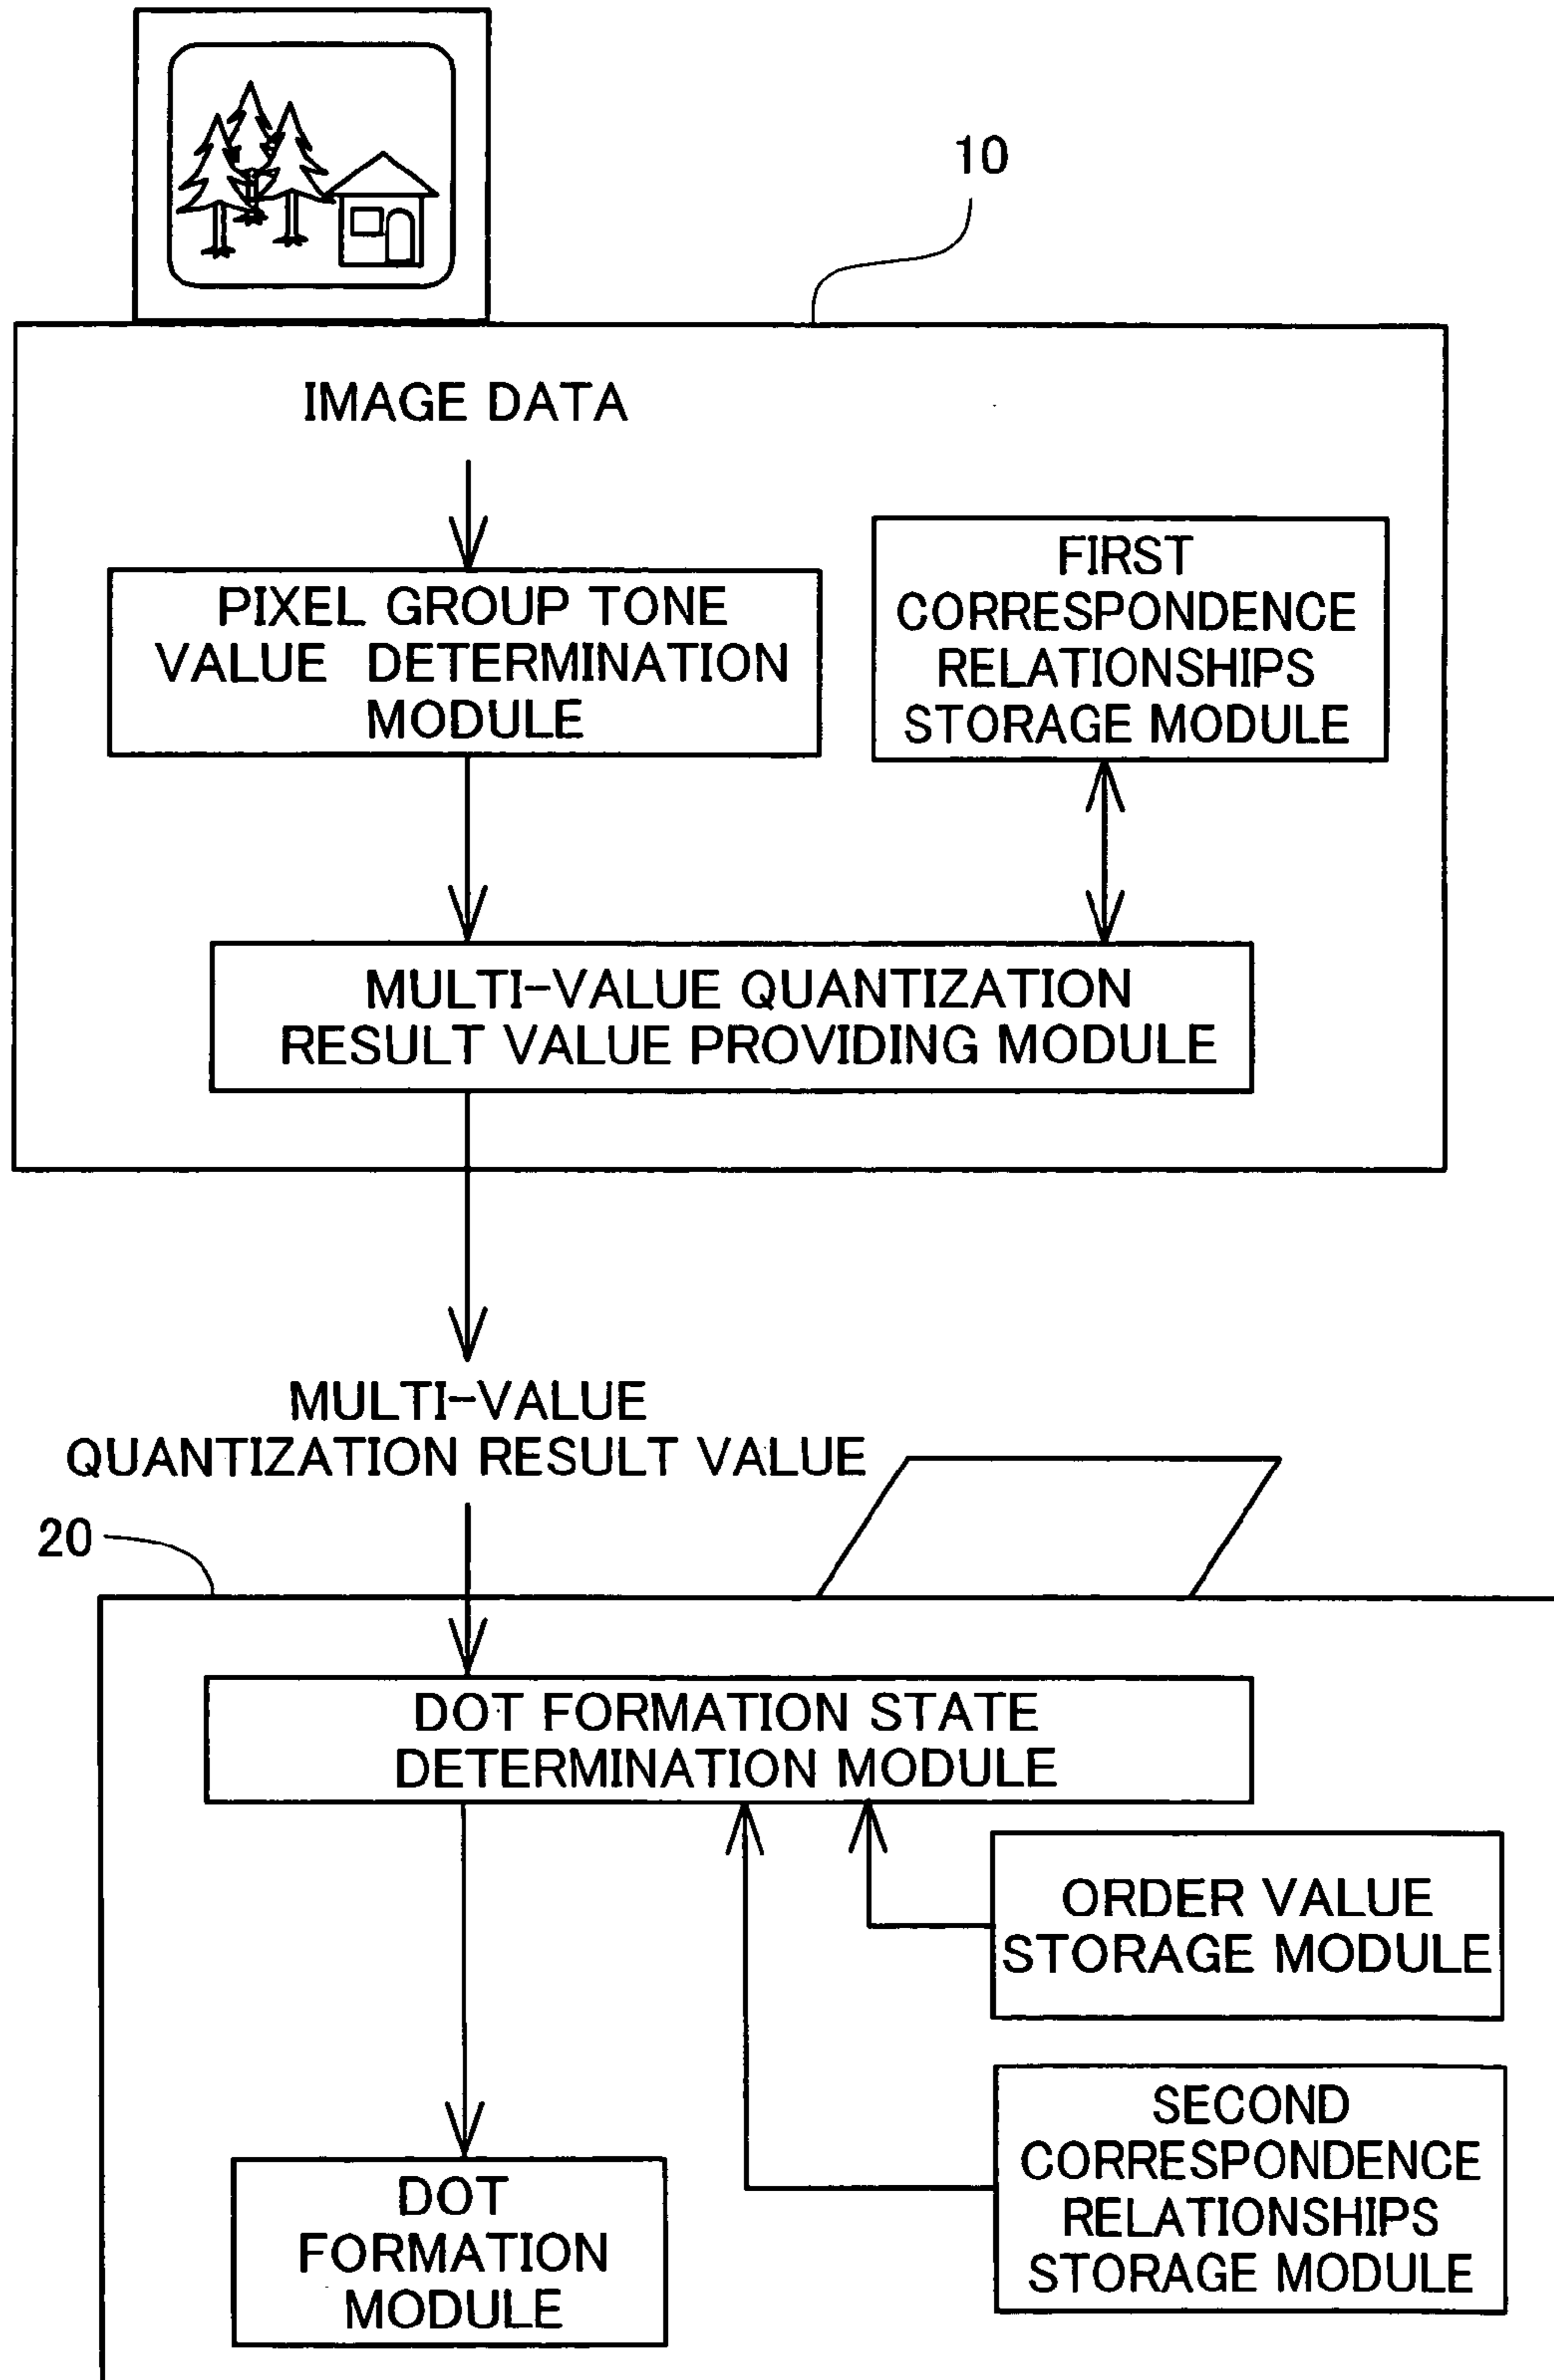 10
IMAGE DATA
PIXEL GROUP TONE
VALUE DETERMINATION
MODULE
FIRST
CORRESPONDENCE
RELATIONSHIPS
STORAGE MODULE
MULTI-VALUE QUANTIZATION
RESULT VALUE PROVIDING MODULE
MULTI-VALUE
QUANTIZATION RESULT VALUE
20
DOT FORMATION STATE
DETERMINATION MODULE
ORDER VALUE
STORAGE MODULE
SECOND
CORRESPONDENCE
RELATIONSHIPS
STORAGE MODULE
DOT
FORMATION
MODULE